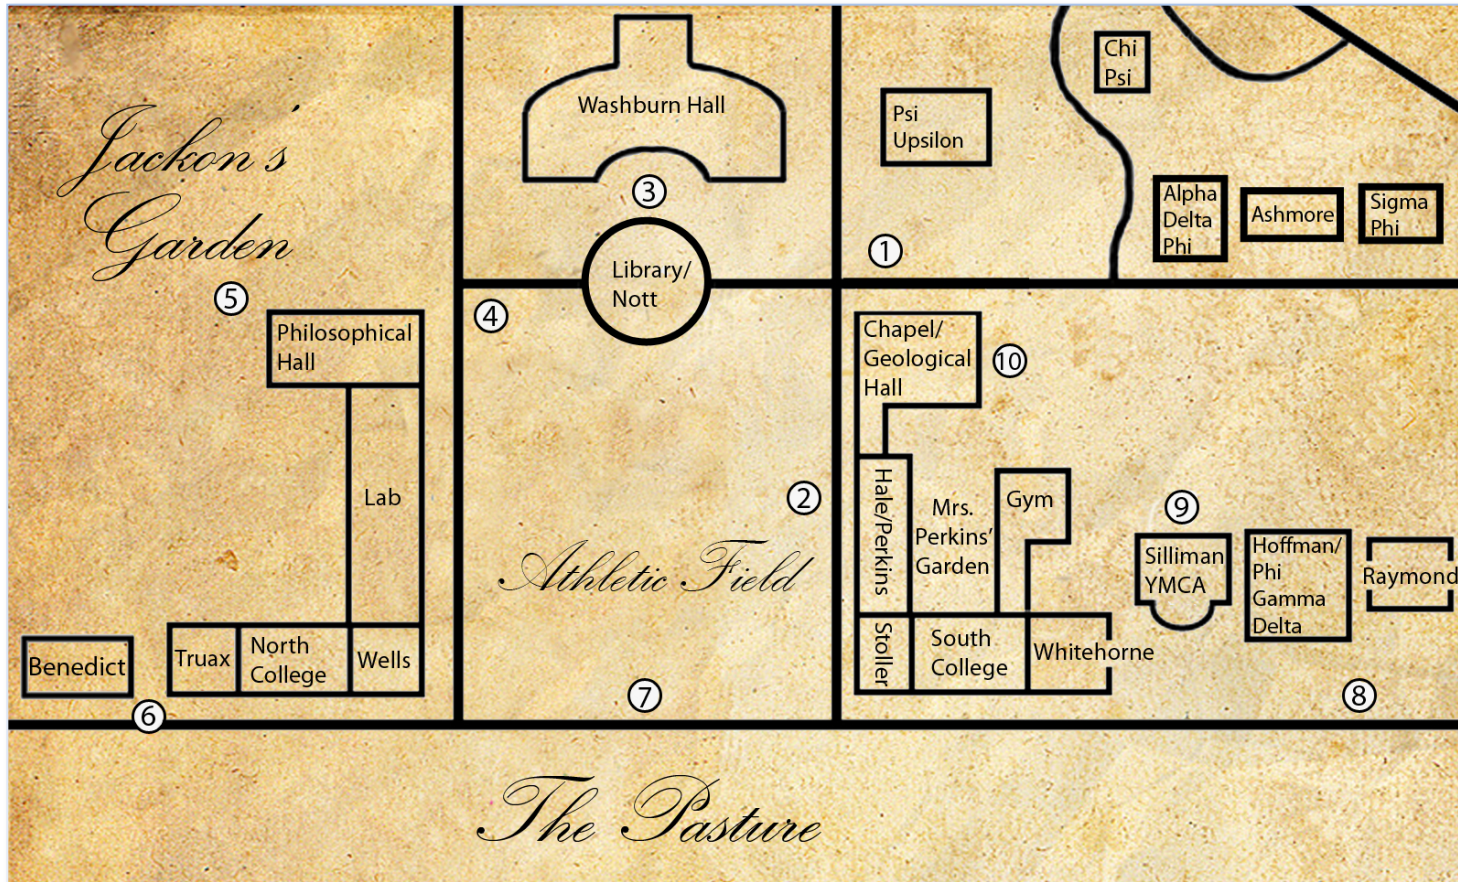 Jackon's
Garden
Washburn Hall
Chi
Psi
Psi
Upsilon
Alpha
Delta
Phi
Ashmore
Sigma
Phi
3
1
Library/
Nott
5
4
Philosophical
Hall
Chapel/
Geological
Hall
10
Lab
2
Hale/Perkins
Mrs.
Perkins'
Garden
Gym
9
Athletic Field
Silliman
YMCA
Hoffman/
Phi
Gamma
Delta
Raymond
Benedict
Truax
North
College
Wells
Stoller
South
College
Whitehorne
6
7
8
The Pasture